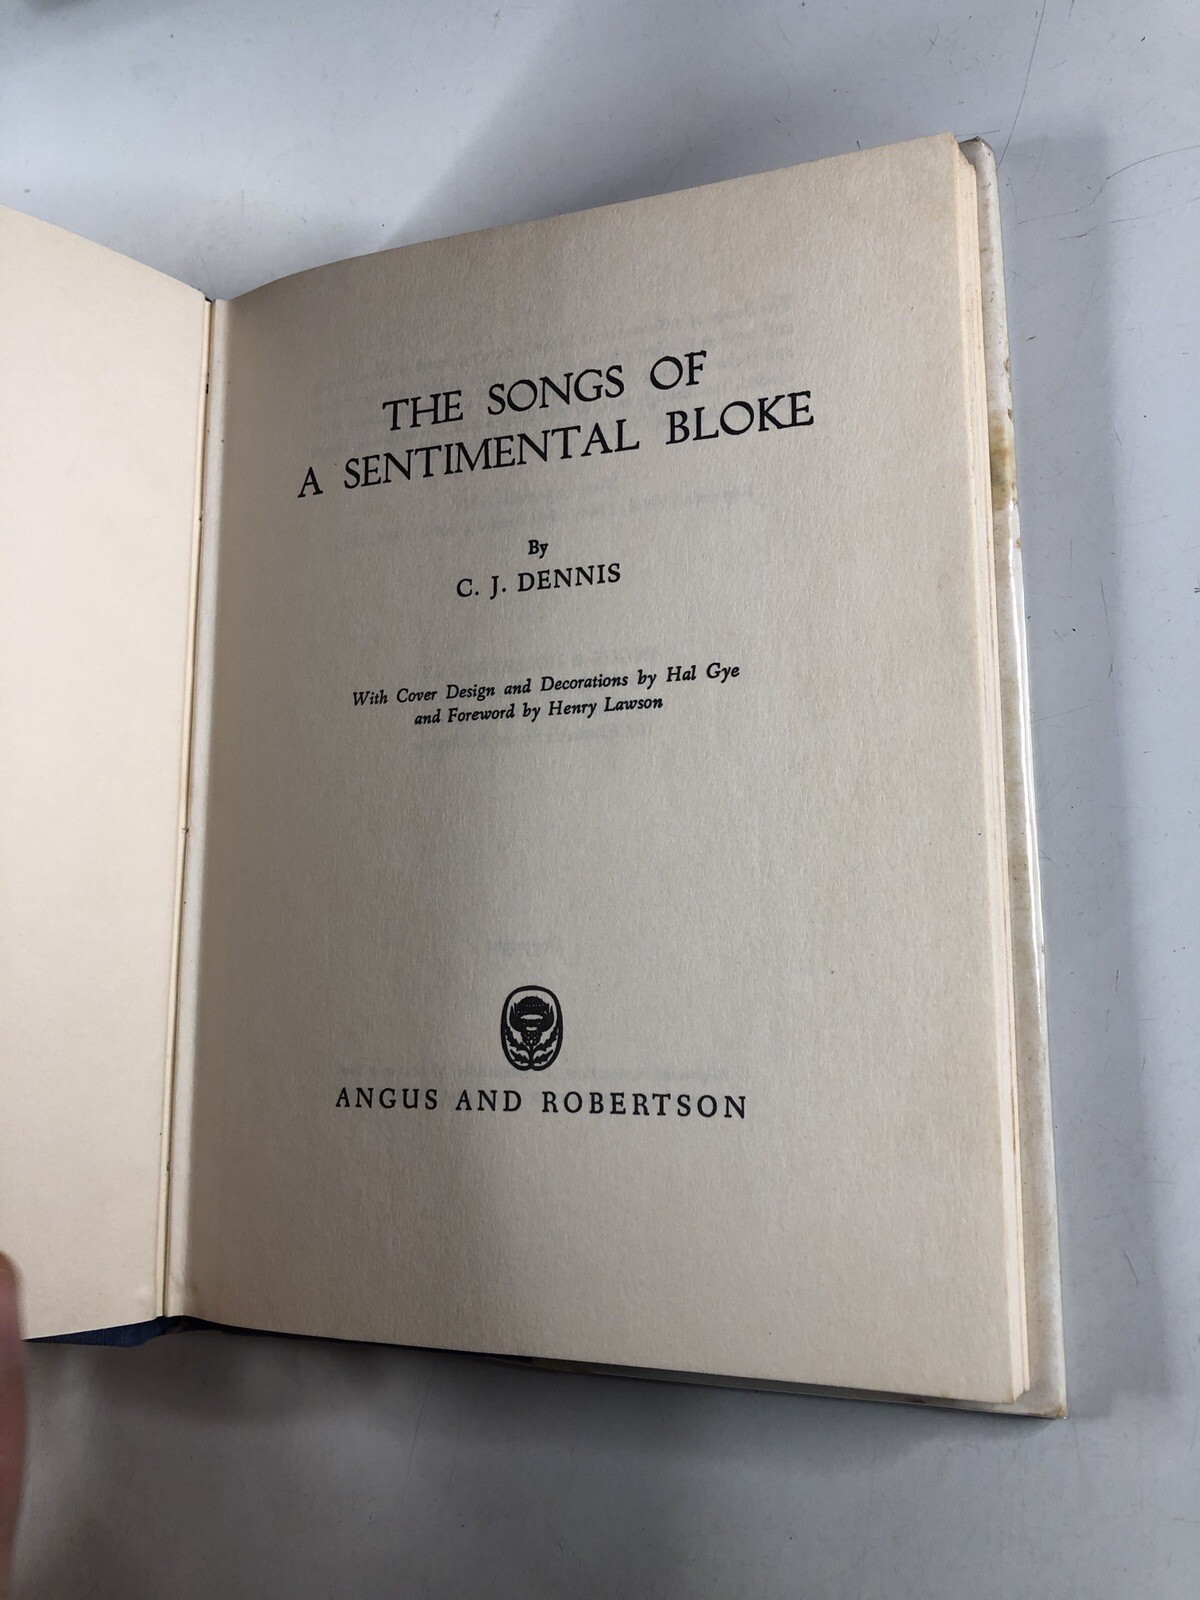 THE SONGS OF
A SENTIMENTAL BLOKE
By
C. J. DENNIS
With Cover Design and Decorations by Hal Gye
and Foreword by Henry Lawson
ANGUS AND ROBERTSON